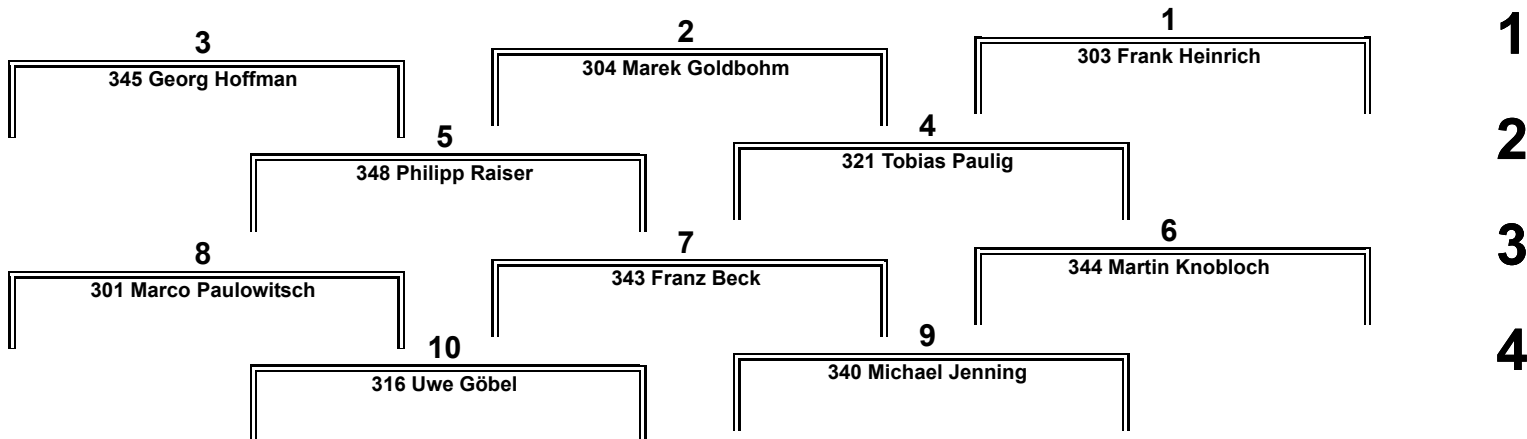 3
345 Georg Hoffman
2
304 Marek Goldbohm
1
303 Frank Heinrich
1
5
348 Philipp Raiser
4
321 Tobias Paulig
2
8
301 Marco Paulowitsch
7
343 Franz Beck
6
344 Martin Knobloch
3
10
316 Uwe Göbel
9
340 Michael Jenning
4